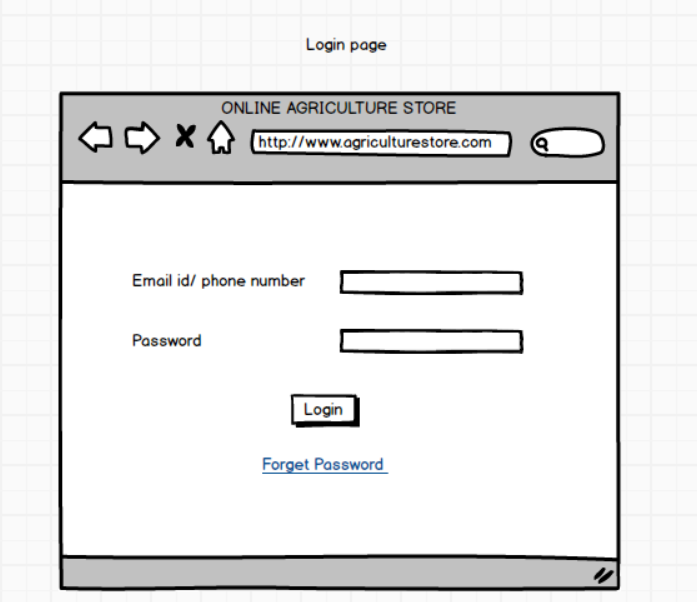 Login page
ONLINE AGRICULTURE STORE
http://www.agriculturestore.com
Email id/ phone number
Password
Login
Forget Password